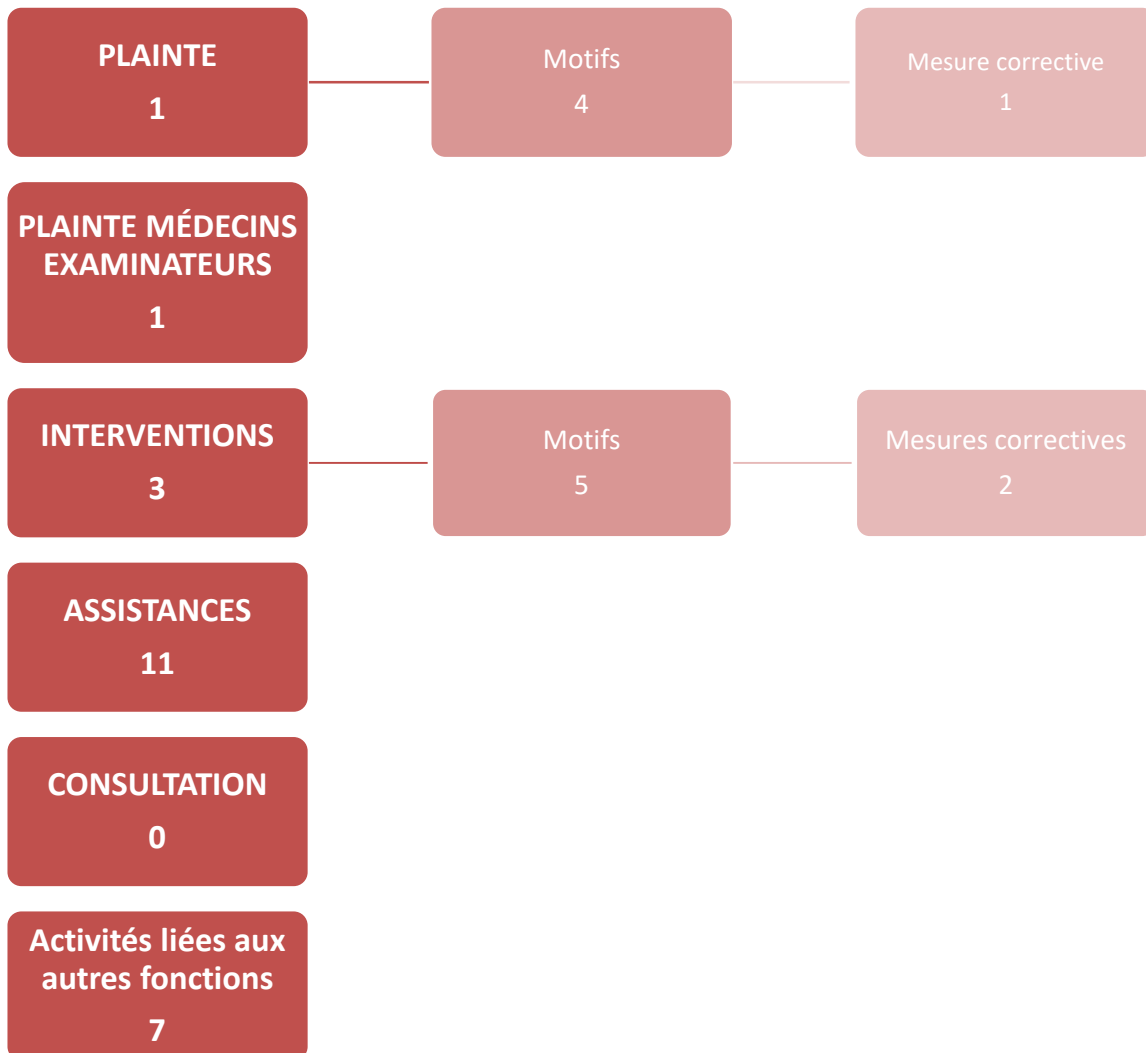 PLAINTE
1
Motifs
4
Mesure corrective
1
PLAINTE MÉDECINS
EXAMINATEURS
1
INTERVENTIONS
3
Motifs
5
Mesures correctives
2
ASSISTANCES
11
CONSULTATION
0
Activités liées aux
autres fonctions
7